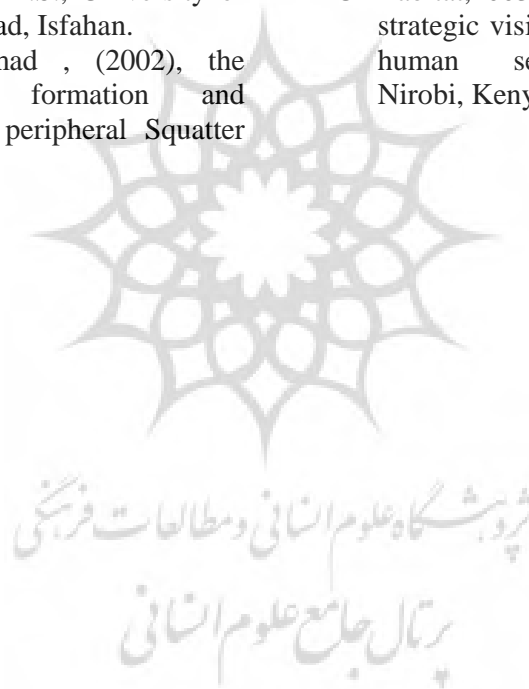 ad, Isfahan.
nad , (2002), the
formation and
peripheral Squatter
strategic visi
human se
Nirobi, Keny
پژوهشگاه علوم انسانی و مطالعات فرهنگی
پرتال جامع علوم انسانی